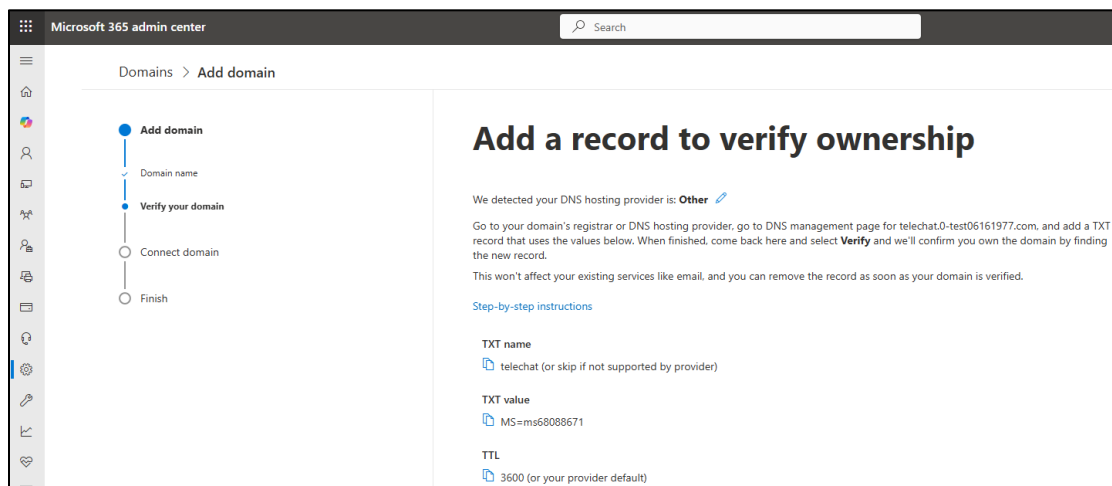 Microsoft 365 admin center
Search
Domains > Add domain
Add domain
Domain name
Verify your domain
Connect domain
Finish
Add a record to verify ownership
We detected your DNS hosting provider is: Other
Go to your domain's registrar or DNS hosting provider, go to DNS management page for telechat.0-test06161977.com, and add a TXT
record that uses the values below. When finished, come back here and select Verify and we'll confirm you own the domain by finding
the new record.
This won't affect your existing services like email, and you can remove the record as soon as your domain is verified.
Step-by-step instructions
TXT name
telechat (or skip if not supported by provider)
TXT value
MS=ms68088671
TTL
3600 (or your provider default)